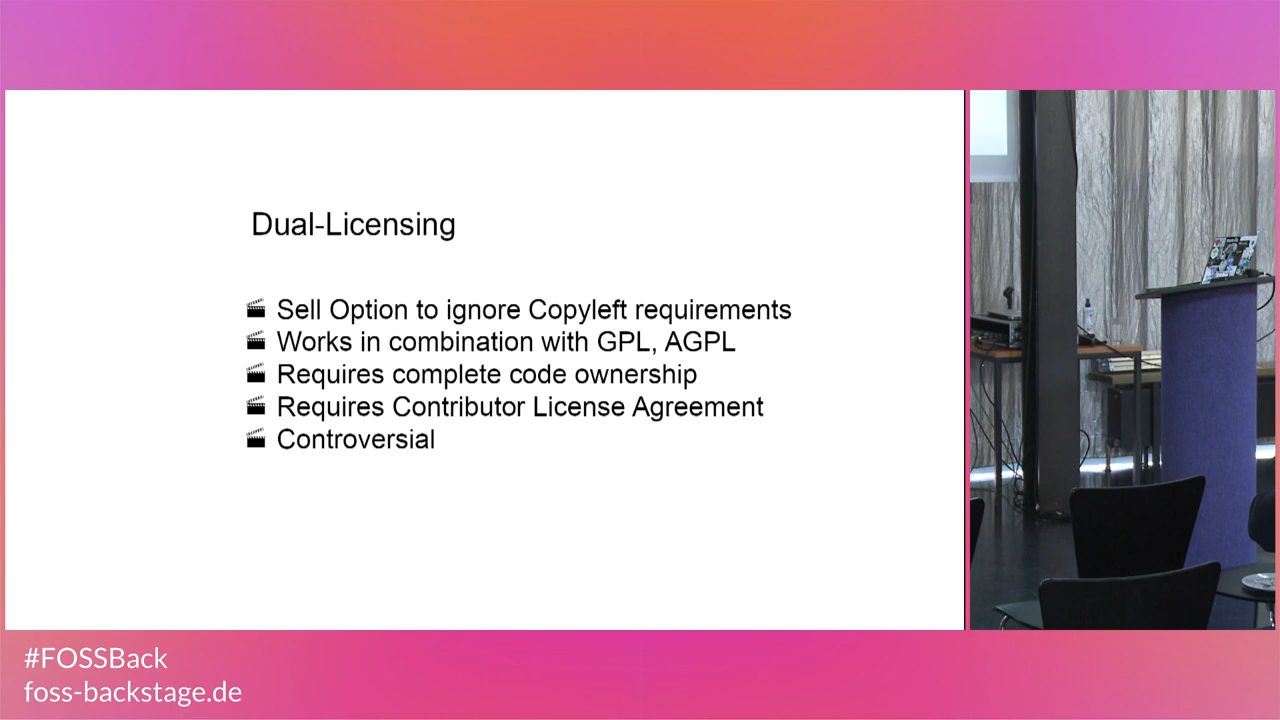 Dual-Licensing
Sell Option to ignore Copyleft requirements
Works in combination with GPL, AGPL
Requires complete code ownership
Requires Contributor License Agreement
Controversial
#FOSSBack
foss-backstage.de